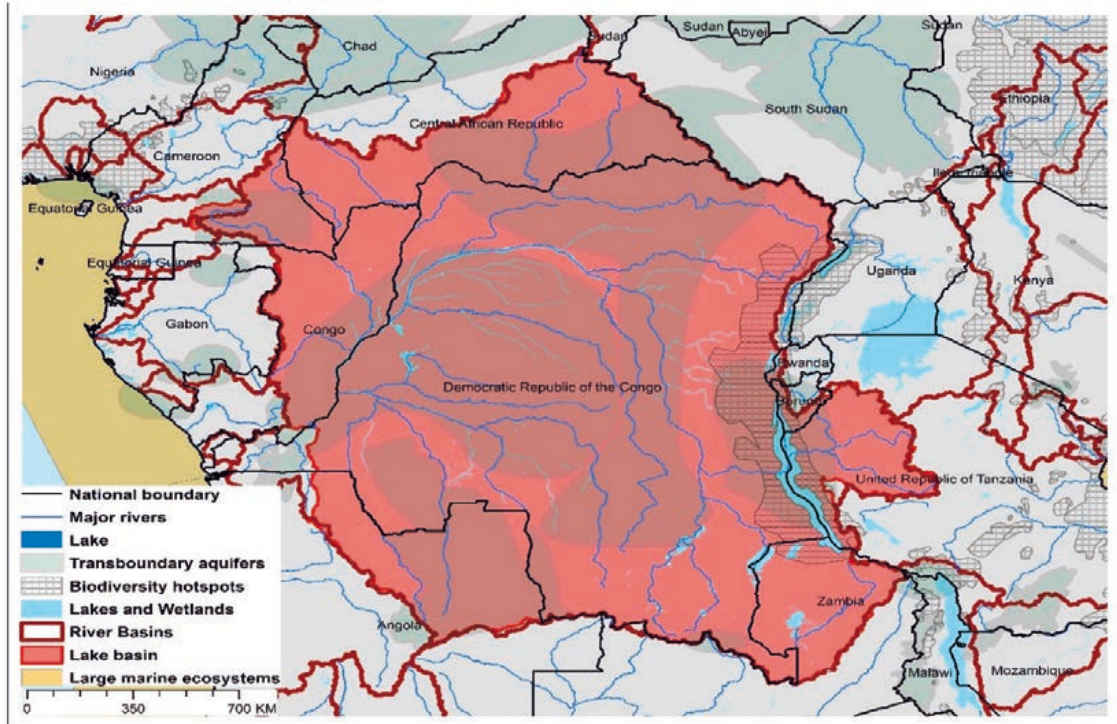 Sudan
Sudan
Abyei
Sudan
Chad
Nigeria
Ethiopia
South Sudan
Central African Republic
Cameroon
Equatorial Guinea
Equatorial Guinea
Uganda
Kenya
Gabon
Congo
Rwanda
Democratic Republic of the Congo
Burundi
United Republic of Tanzania
Zambia
Angola
Malawi
Mozambique
National boundary
Major rivers
Lake
Transboundary aquifers
Biodiversity hotspots
Lakes and Wetlands
River Basins
Lake basin
Large marine ecosystems
0 350 700 KM